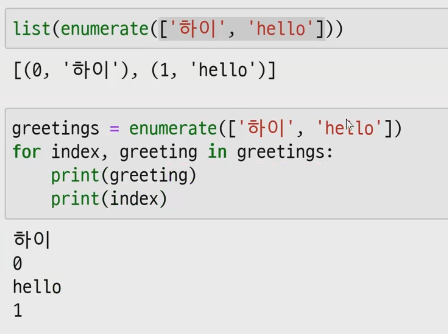 list(enumerate(['하이', 'hello']))
[(0, '하이'), (1, 'hello')]
greetings = enumerate(['하이', 'hello'])
for index, greeting in greetings:
    print(greeting)
    print(index)
하이
0
hello
1